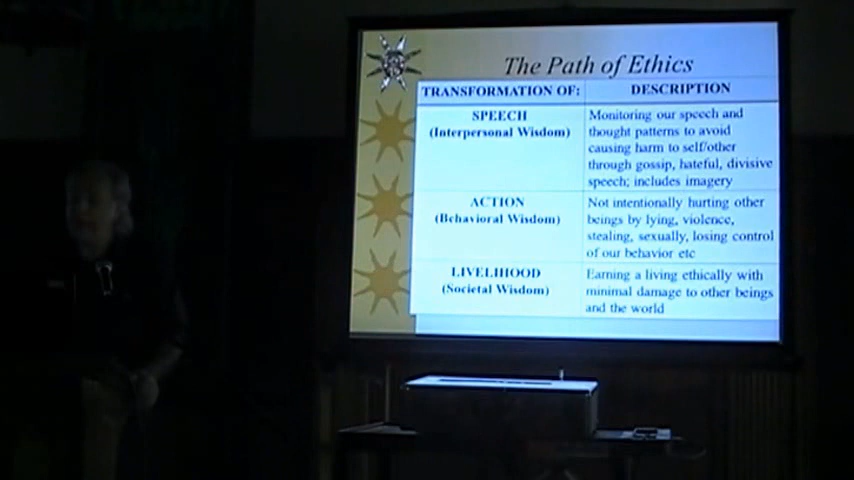 The Path of Ethics
TRANSFORMATION OF:
DESCRIPTION
SPEECH
(Interpersonal Wisdom)
Monitoring our speech and
thought patterns to avoid
causing harm to self/other
through gossip, hateful, divisive
speech; includes imagery
ACTION
(Behavioral Wisdom)
Not intentionally hurting other
beings by lying, violence,
stealing, sexually, losing control
of our behavior etc
LIVELIHOOD
(Societal Wisdom)
Earning a living ethically with
minimal damage to other beings
and the world